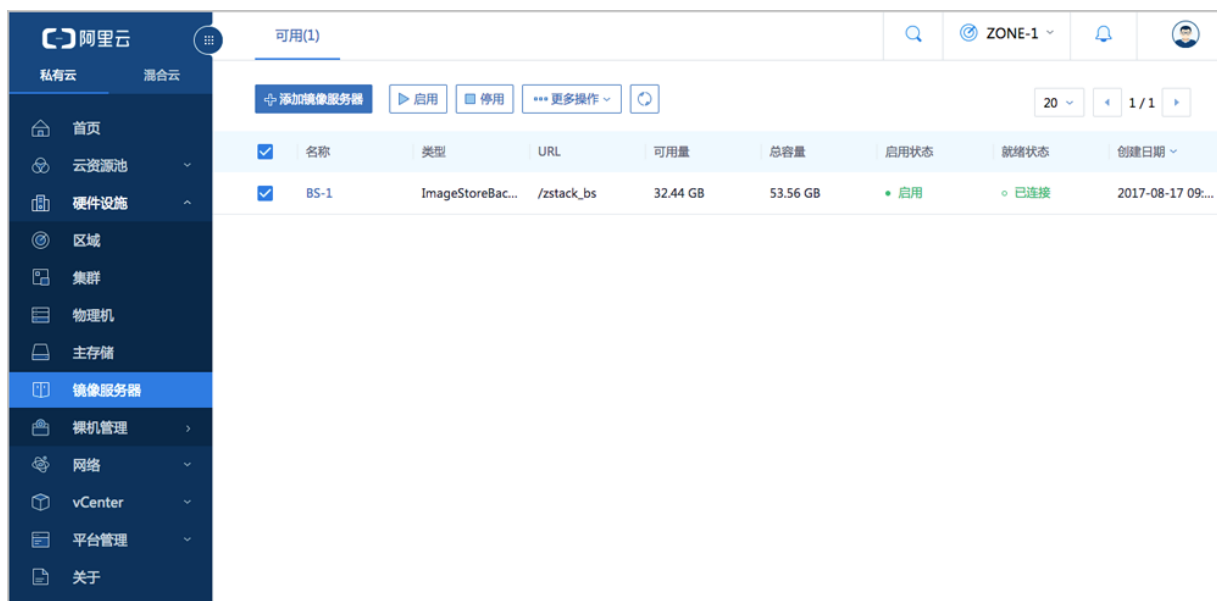 阿里云
可用(1)
ZONE-1
私有云 混合云
添加镜像服务器 启用 停用 更多操作 20 1 / 1
首页
名称 类型 URL 可用量 总容量 启用状态 就绪状态 创建日期
云资源池
BS-1 ImageStoreBac... /zstack_bs 32.44 GB 53.56 GB 启用 已连接 2017-08-17 09:...
硬件设施
区域
集群
物理机
主存储
镜像服务器
裸机管理
网络
vCenter
平台管理
关于